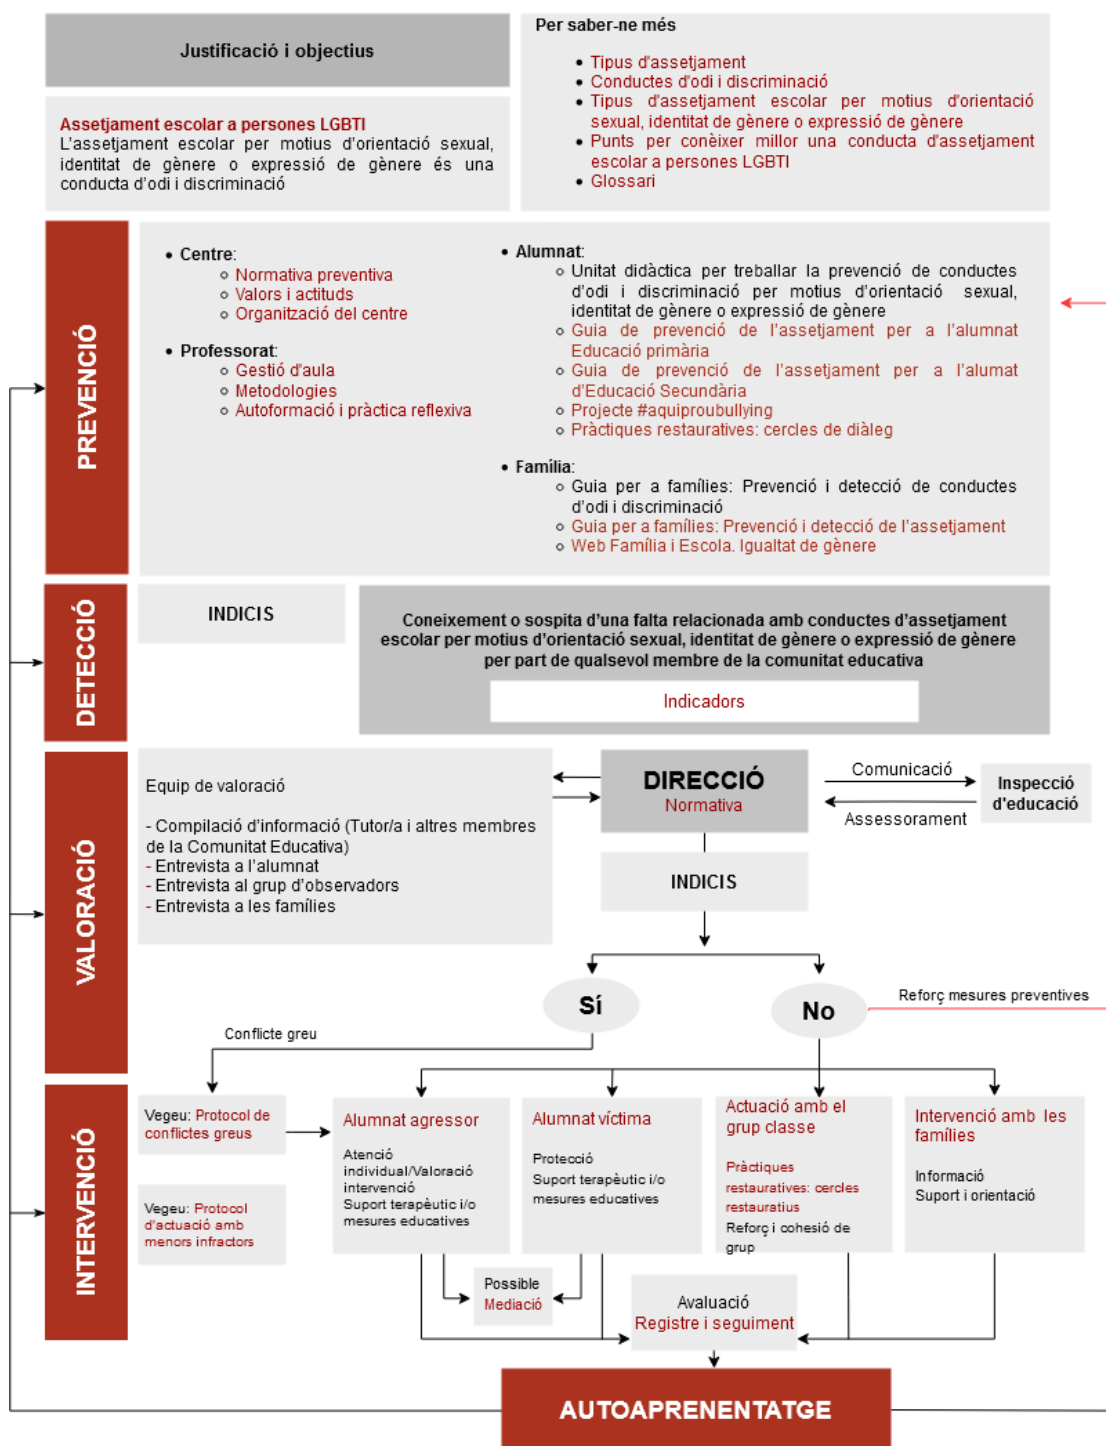 Justificació i objectius
Assetjament escolar a persones LGBTI
L'assetjament escolar per motius d'orientació sexual,
identitat de gènere o expressió de gènere és una
conducta d'odi i discriminació
Per saber-ne més
Tipus d'assetjament
Conductes d'odi i discriminació
Tipus d'assetjament escolar per motius d'orientació
sexual, identitat de gènere o expressió de gènere
Punts per conèixer millor una conducta d'assetjament
escolar a persones LGBTI
Glossari
PREVENCIÓ
Centre:
Normativa preventiva
Valors i actituds
Organització del centre
Professorat:
Gestió d'aula
Metodologies
Autoformació i pràctica reflexiva
Alumnat:
Unitat didàctica per treballar la prevenció de conductes
d'odi i discriminació per motius d'orientació sexual,
identitat de gènere o expressió de gènere
Guia de prevenció de l'assetjament per a l'alumnat
Educació primària
Guia de prevenció de l'assetjament per a l'alumat
d'Educació Secundària
Projecte #aquiproubullying
Pràctiques restauratives: cercles de diàleg
Família:
Guia per a famílies: Prevenció i detecció de conductes
d'odi i discriminació
Guia per a famílies: Prevenció i detecció de l'assetjament
Web Família i Escola. Igualtat de gènere
DETECCIÓ
INDICIS
Coneixement o sospita d'una falta relacionada amb conductes d'assetjament
escolar per motius d'orientació sexual, identitat de gènere o expressió de gènere
per part de qualsevol membre de la comunitat educativa
Indicadors
VALORACIÓ
Equip de valoració
- Compilació d'informació (Tutor/a i altres membres
de la Comunitat Educativa)
- Entrevista a l'alumnat
- Entrevista al grup d'observadors
- Entrevista a les famílies
DIRECCIÓ
Normativa
Comunicació
Assessorament
Inspecció
d'educació
INDICIS
Sí
No
Reforç mesures preventives
Conflicte greu
INTERVENCIÓ
Vegeu: Protocol de
conflictes greus
Vegeu: Protocol
d'actuació amb
menors infractors
Alumnat agressor
Atenció
individual/Valoració
intervenció
Suport terapèutic i/o
mesures educatives
Alumnat víctima
Protecció
Suport terapèutic i/o
mesures educatives
Actuació amb el
grup classe
Pràctiques
restauratives: cercles
restauratius
Reforç i cohesió de
grup
Intervenció amb les
famílies
Informació
Suport i orientació
Possible
Mediació
Avaluació
Registre i seguiment
AUTOAPRENENTATGE